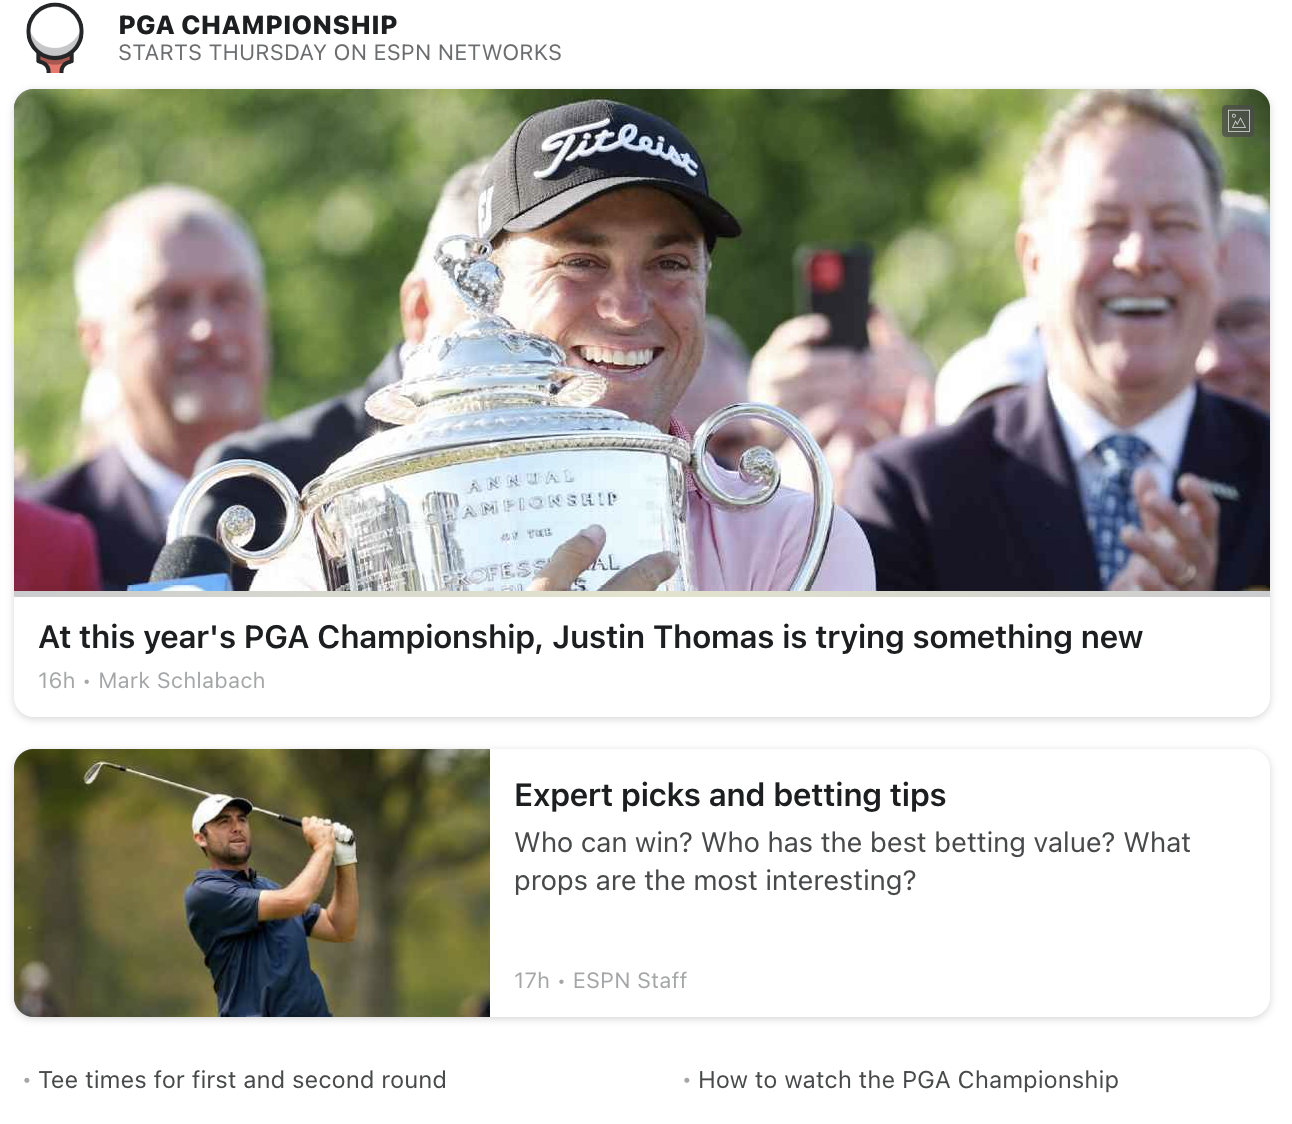 PGA CHAMPIONSHIP
STARTS THURSDAY ON ESPN NETWORKS
Titleist
ANNUAL
CHAMPIONSHIP
OF THE
At this year's PGA Championship, Justin Thomas is trying something new
16h • Mark Schlabach
Expert picks and betting tips
Who can win? Who has the best betting value? What
props are the most interesting?
17h • ESPN Staff
• Tee times for first and second round
• How to watch the PGA Championship